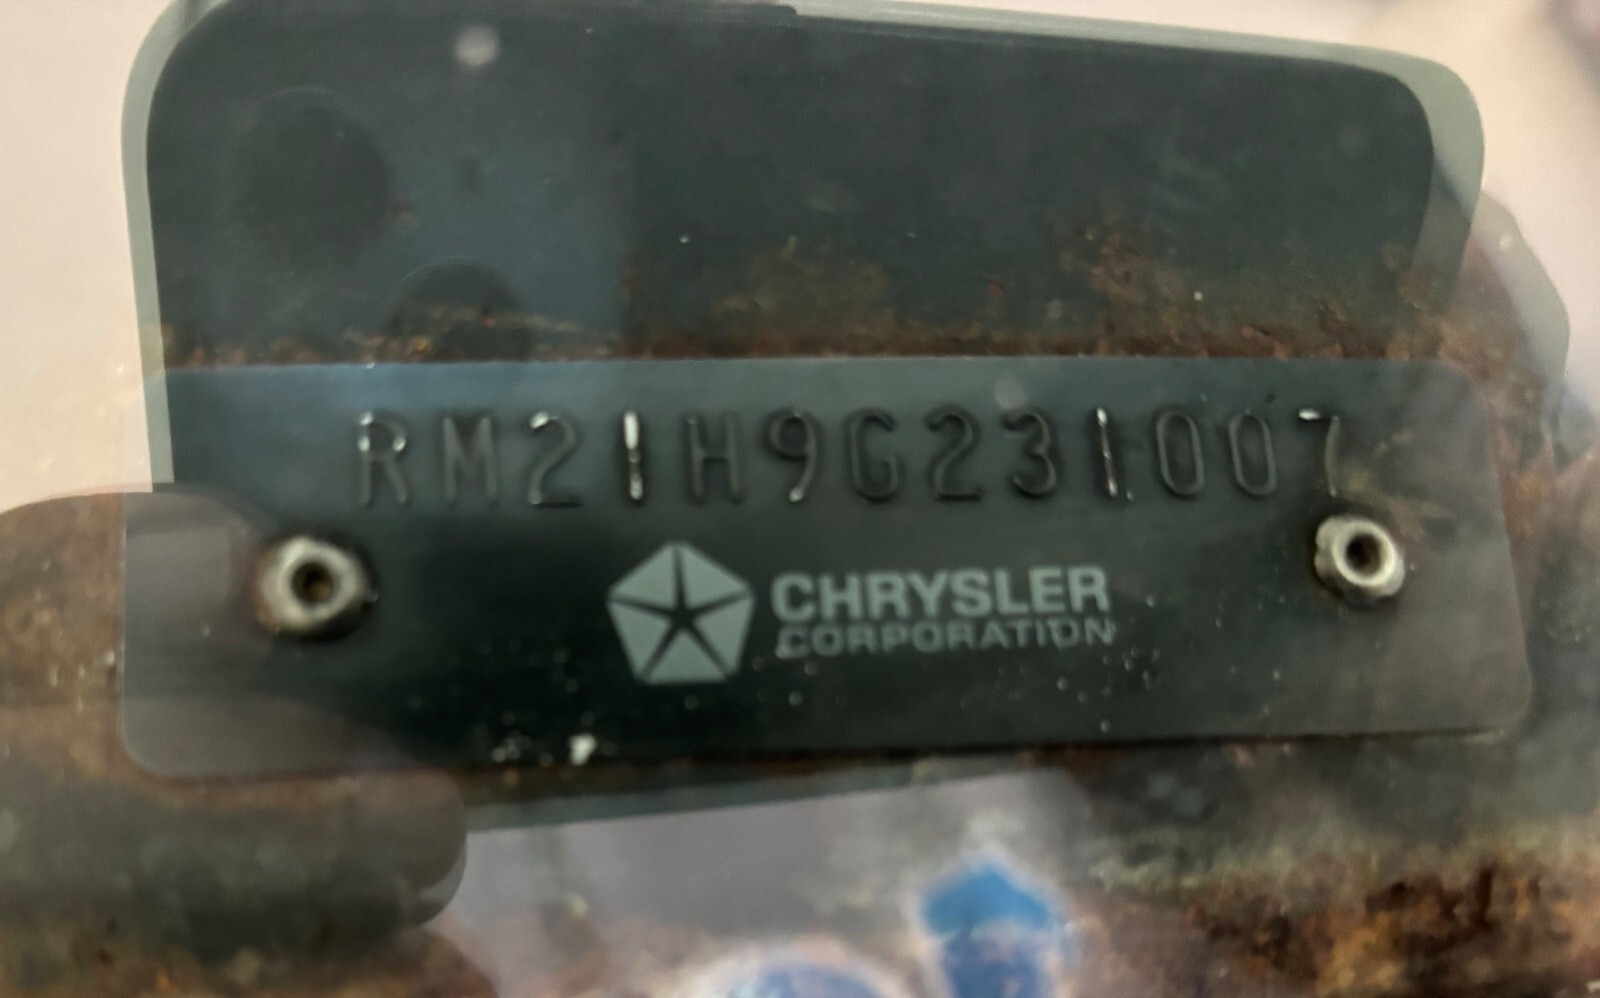 RM21H9G231007
CHRYSLER
CORPORATION